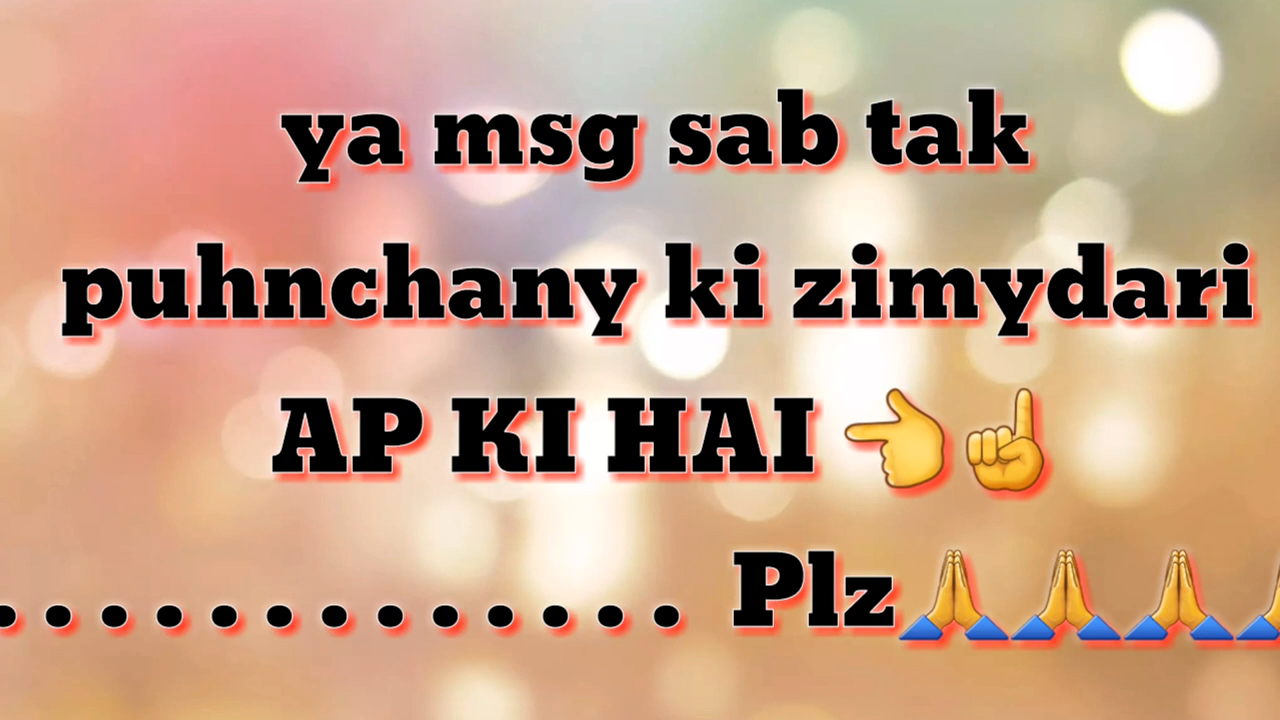 ya msg sab tak
puhnchany ki zimydari
AP KI HAI 👈☝
............. Plz🙏🙏🙏🙏